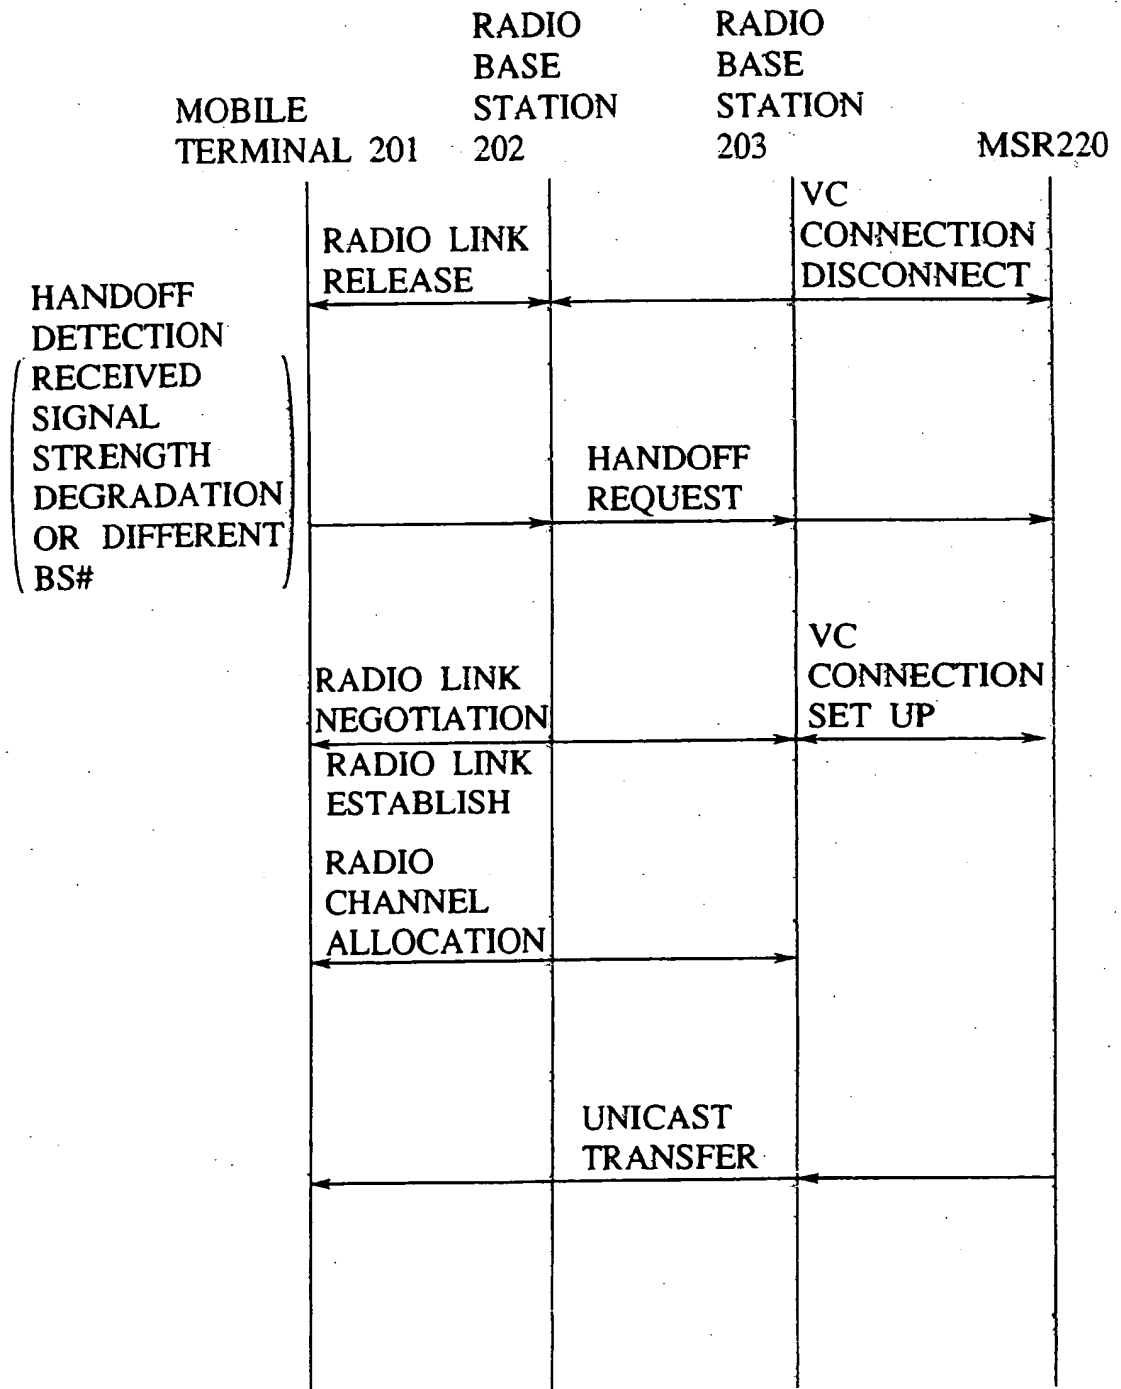 RADIO
BASE
STATION
202
RADIO
BASE
STATION
203
MOBILE
TERMINAL 201
MSR220
VC
CONNECTION
DISCONNECT
RADIO LINK
RELEASE
HANDOFF
DETECTION
RECEIVED
SIGNAL
STRENGTH
DEGRADATION
OR DIFFERENT
BS#
HANDOFF
REQUEST
VC
CONNECTION
SET UP
RADIO LINK
NEGOTIATION
RADIO LINK
ESTABLISH
RADIO
CHANNEL
ALLOCATION
UNICAST
TRANSFER